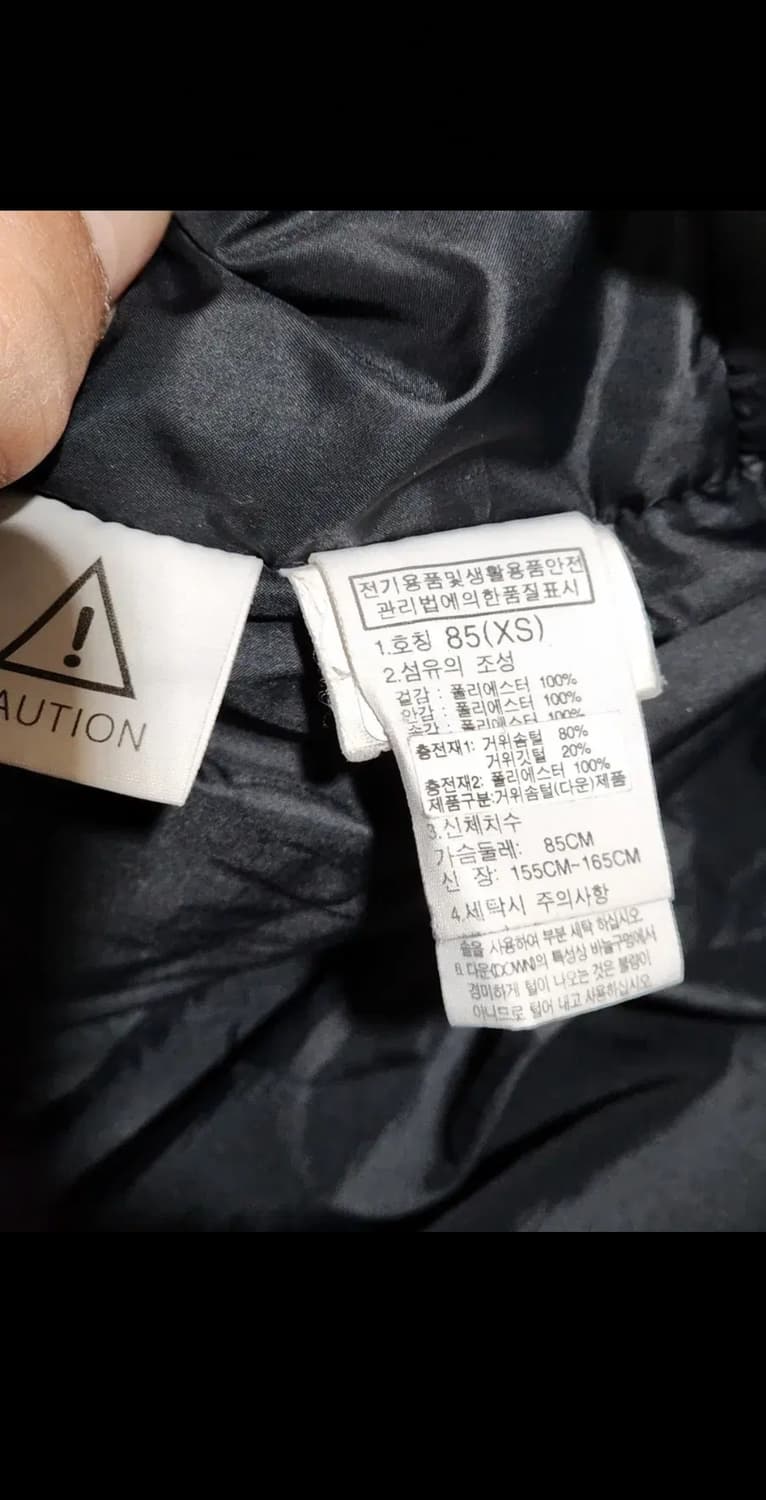 AUTION
전기용품및생활용품안전
관리법에의한품질표시
1.호칭 85(XS)
2.섬유의 조성
겉감 : 폴리에스터 100%
안감 : 폴리에스터 100%
폴리에스터 100%
충전재1: 거위솜털 80%
거위깃털 20%
충전재2: 폴리에스터 100%
제품구분:거위솜털(다운)제품
3.신체치수
가슴둘레: 85CM
신 장: 155CM~165CM
4.세탁시 주의사항
솔을 사용하여 부분 세탁 하십시오
다운(DOWN)의 특성상 바늘구멍에서
경미하게 털이 나오는 것은 불량이
아니므로 털어 내고 사용하십시오